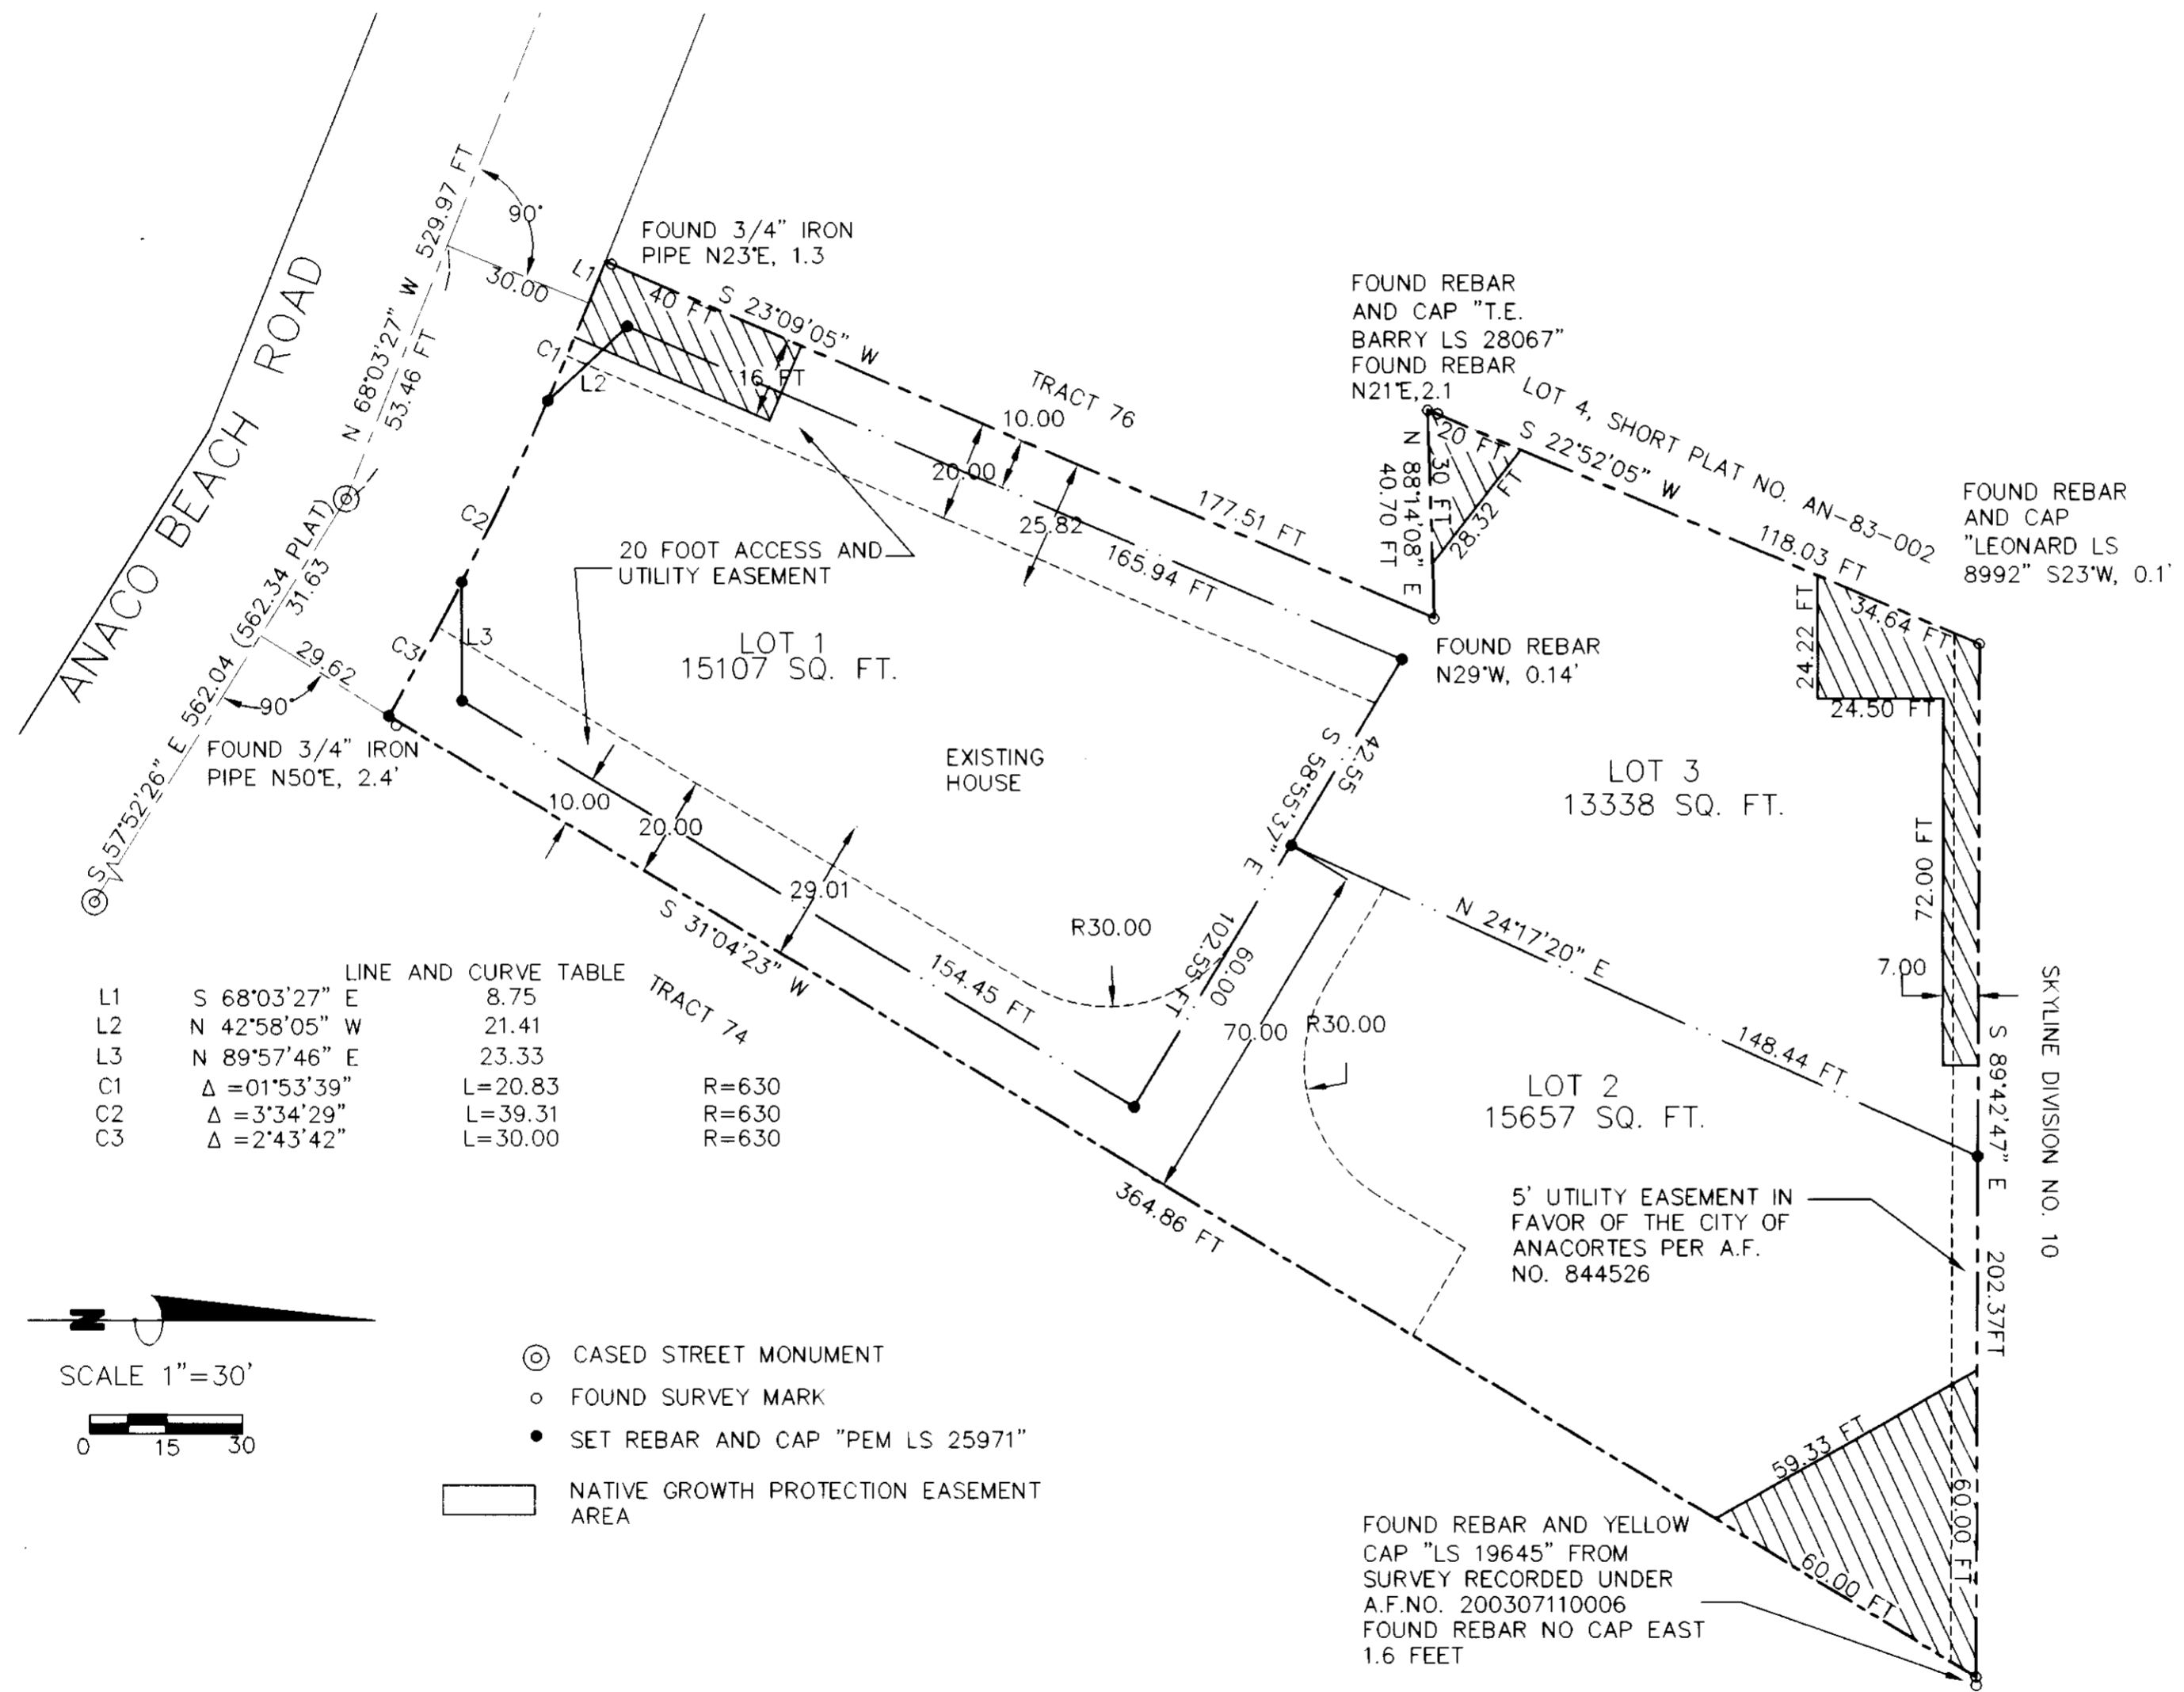 ANACO BEACH ROAD
N 68°03'27" W 529.97 FT
53.46 FT
90°
30.00
FOUND 3/4" IRON
PIPE N23°E, 1.3
L1
40 FT
S 23°09'05" W
C1
L2
16 FT
TRACT 76
10.00
20.00
25.82
177.51 FT
165.94 FT
FOUND REBAR
AND CAP "T.E.
BARRY LS 28067"
FOUND REBAR
N21°E,2.1
LOT 4, SHORT PLAT NO. AN-83-002
20 FT
S 22°52'05" W
N 88°14'08" E
40.70 FT
30 FT
28.32 FT
118.03 FT
FOUND REBAR
AND CAP
"LEONARD LS
8992" S23°W, 0.1'
34.64 FT
24.22 FT
24.50 FT
FOUND REBAR
N29°W, 0.14'
C2
20 FOOT ACCESS AND
UTILITY EASEMENT
LOT 1
15107 SQ. FT.
C3
L3
S 57°52'26" E 562.04 (562.34 PLAT)
31.63
29.62
90°
FOUND 3/4" IRON
PIPE N50°E, 2.4'
EXISTING
HOUSE
42.55
S 58°55'37" E
102.55 FT
60.00
LOT 3
13338 SQ. FT.
10.00
20.00
29.01
S 31°04'23" W
R30.00
154.45 FT
70.00
R30.00
N 24°17'20" E
148.44 FT
72.00 FT
7.00
SKYLINE DIVISION NO. 10
S 89°42'47" E 202.37FT
LINE AND CURVE TABLE
L1 S 68°03'27" E 8.75
L2 N 42°58'05" W 21.41
L3 N 89°57'46" E 23.33
C1 Δ =01°53'39" L=20.83 R=630
C2 Δ =3°34'29" L=39.31 R=630
C3 Δ =2°43'42" L=30.00 R=630
TRACT 74
LOT 2
15657 SQ. FT.
364.86 FT
5' UTILITY EASEMENT IN
FAVOR OF THE CITY OF
ANACORTES PER A.F.
NO. 844526
N
SCALE 1"=30'
0 15 30
CASED STREET MONUMENT
FOUND SURVEY MARK
SET REBAR AND CAP "PEM LS 25971"
NATIVE GROWTH PROTECTION EASEMENT
AREA
59.33 FT
60.00 FT
60.00 FT
FOUND REBAR AND YELLOW
CAP "LS 19645" FROM
SURVEY RECORDED UNDER
A.F.NO. 200307110006
FOUND REBAR NO CAP EAST
1.6 FEET